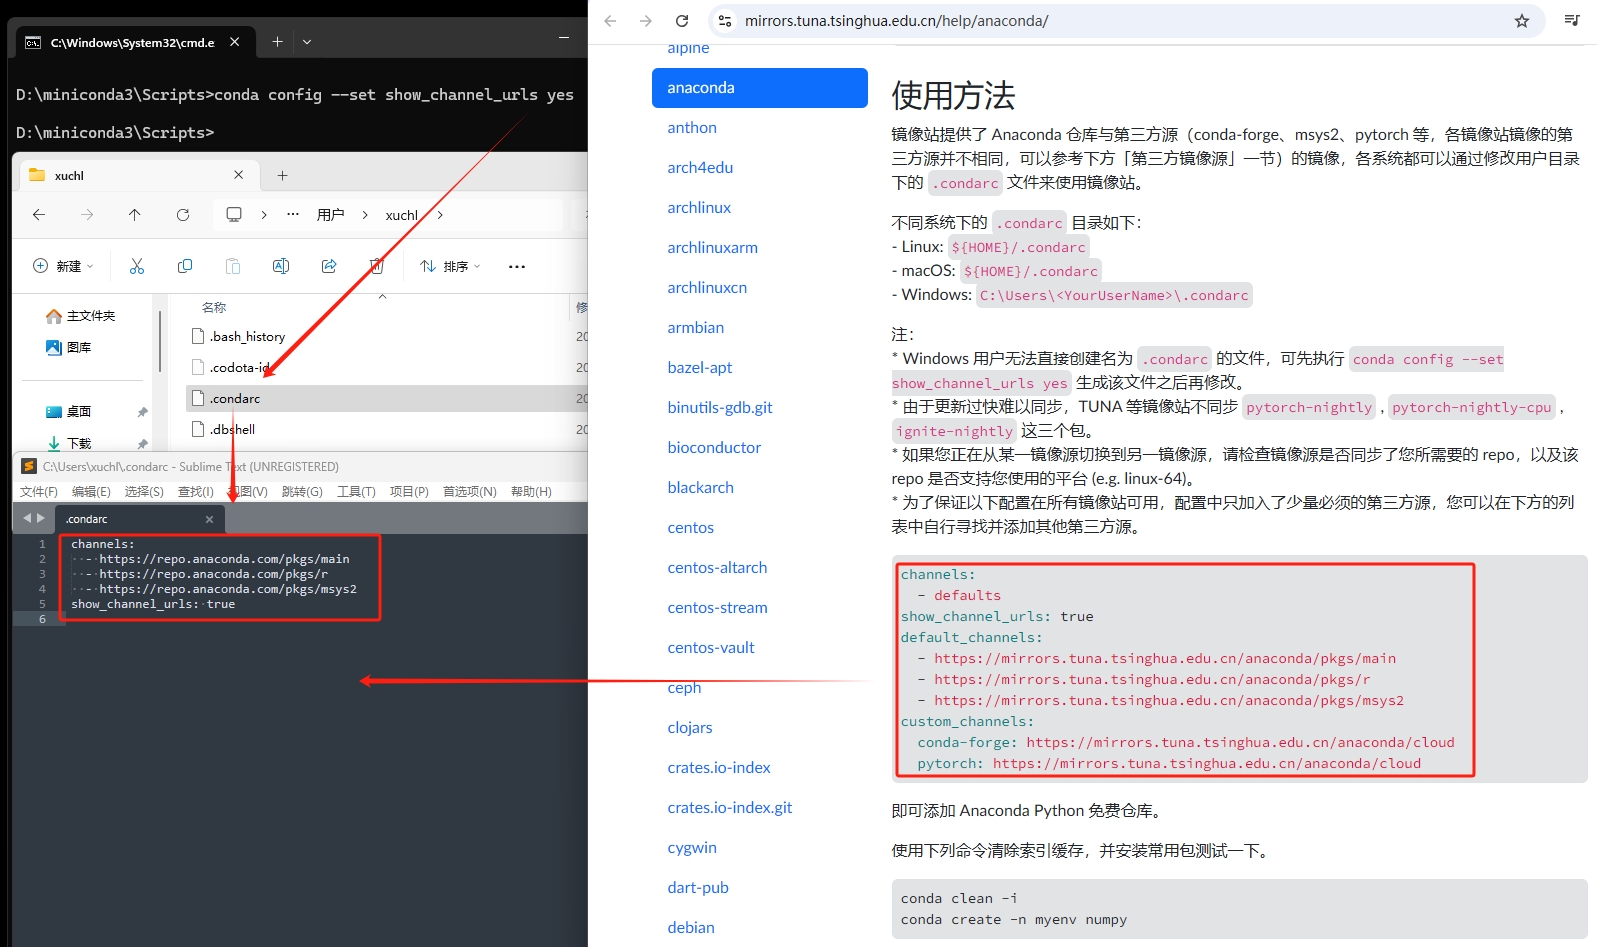 C:\Windows\System32\cmd.e
D:\miniconda3\Scripts>conda config --set show_channel_urls yes
D:\miniconda3\Scripts>
xuchl
用户
xuchl
新建
排序
名称
修
主文件夹
图库
桌面
下载
.bash_history
20
.codota-id
20
.condarc
20
.dbshell
20
C:\Users\xuchl\.condarc - Sublime Text (UNREGISTERED)
文件(F) 编辑(E) 选择(S) 查找(I) 视图(V) 跳转(G) 工具(T) 项目(P) 首选项(N) 帮助(H)
.condarc
1 channels:
2 - https://repo.anaconda.com/pkgs/main
3 - https://repo.anaconda.com/pkgs/r
4 - https://repo.anaconda.com/pkgs/msys2
5 show_channel_urls: true
6
mirrors.tuna.tsinghua.edu.cn/help/anaconda/
alpine
anaconda
anthon
arch4edu
archlinux
archlinuxarm
archlinuxcn
armbian
bazel-apt
binutils-gdb.git
bioconductor
blackarch
centos
centos-altarch
centos-stream
centos-vault
ceph
clojars
crates.io-index
crates.io-index.git
cygwin
dart-pub
debian
使用方法
镜像站提供了 Anaconda 仓库与第三方源（conda-forge、msys2、pytorch 等，各镜像站镜像的第
三方源并不相同，可以参考下方「第三方镜像源」一节）的镜像，各系统都可以通过修改用户目录
下的 .condarc 文件来使用镜像站。
不同系统下的 .condarc 目录如下：
- Linux: ${HOME}/.condarc
- macOS: ${HOME}/.condarc
- Windows: C:\Users\<YourUserName>\.condarc
注：
* Windows 用户无法直接创建名为 .condarc 的文件，可先执行 conda config --set
show_channel_urls yes 生成该文件之后再修改。
* 由于更新过快难以同步，TUNA 等镜像站不同步 pytorch-nightly , pytorch-nightly-cpu ,
ignite-nightly 这三个包。
* 如果您正在从某一镜像源切换到另一镜像源，请检查镜像源是否同步了您所需要的 repo，以及该
repo 是否支持您使用的平台 (e.g. linux-64)。
* 为了保证以下配置在所有镜像站可用，配置中只加入了少量必须的第三方源，您可以在下方的列
表中自行寻找并添加其他第三方源。
channels:
- defaults
show_channel_urls: true
default_channels:
- https://mirrors.tuna.tsinghua.edu.cn/anaconda/pkgs/main
- https://mirrors.tuna.tsinghua.edu.cn/anaconda/pkgs/r
- https://mirrors.tuna.tsinghua.edu.cn/anaconda/pkgs/msys2
custom_channels:
conda-forge: https://mirrors.tuna.tsinghua.edu.cn/anaconda/cloud
pytorch: https://mirrors.tuna.tsinghua.edu.cn/anaconda/cloud
即可添加 Anaconda Python 免费仓库。
使用下列命令清除索引缓存，并安装常用包测试一下。
conda clean -i
conda create -n myenv numpy